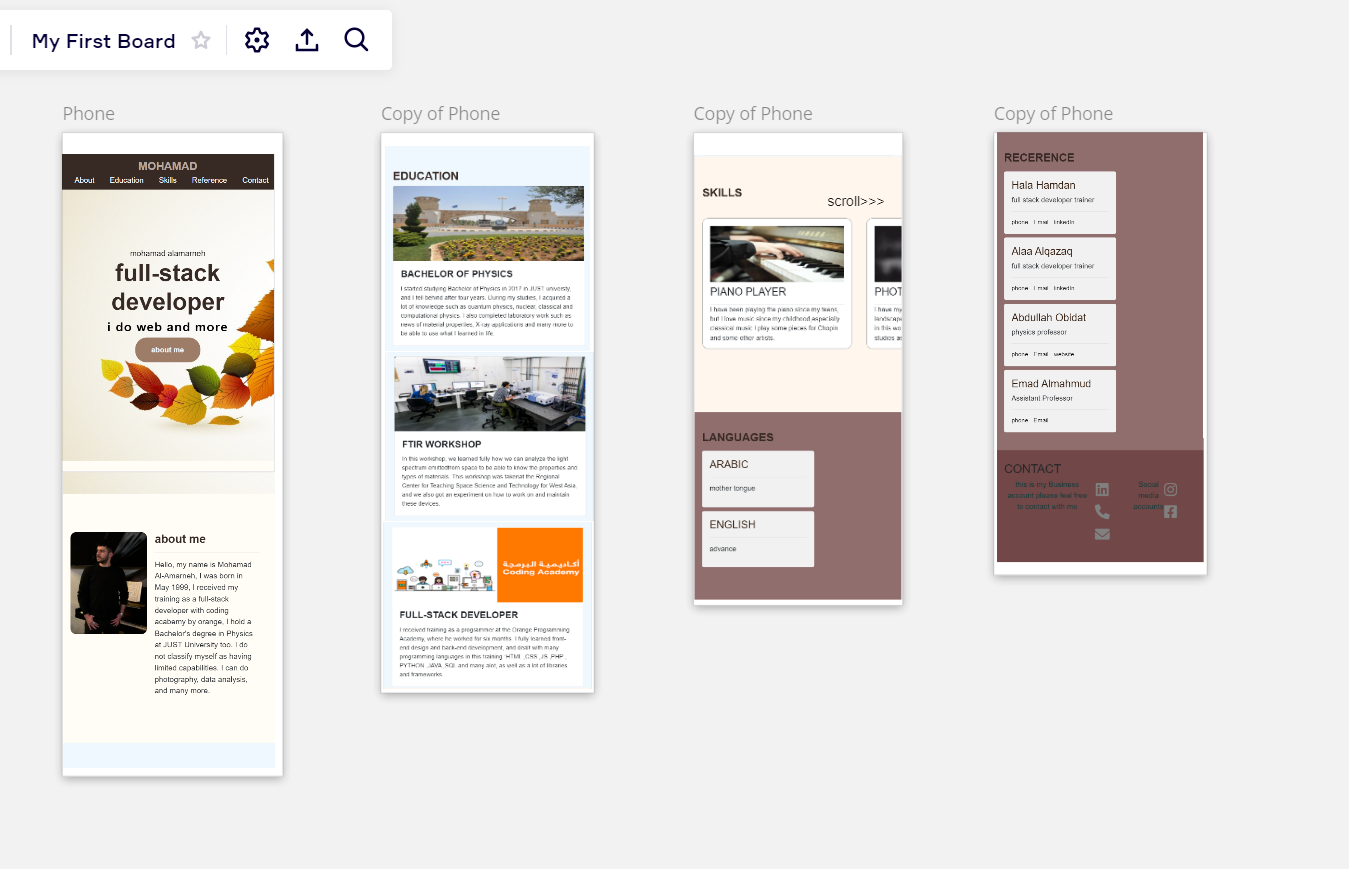 My First Board
Phone
MOHAMAD
About Education Skills Reference Contact
mohamad alamarneh
full-stack
developer
i do web and more
about me
about me
Hello, my name is Mohamad
Al-Amarneh, I was born in
May 1999, I received my
training as a full-stack
developer with coding
acabemy by orange, I hold a
Bachelor's degree in Physics
at JUST University too. I do
not classify myself as having
limited capabilities. I can do
photography, data analysis,
and many more.
Copy of Phone
EDUCATION
BACHELOR OF PHYSICS
I started studying Bachelor of Physics in 2017 in JUST university,
and I fell behind after four years. During my studies, I acquired a
lot of knowledge such as quantum physics, nuclear, classical and
computational physics. I also completed laboratory work such as
news of material properties, X-ray applications and many more to
be able to use what I learned in life.
FTIR WORKSHOP
In this workshop, we learned fully how we can analyze the light
spectrum emittedfrom space to be able to know the properties and
types of materials. This workshop was takenat the Regional
Center for Teaching Space Science and Technology for West Asia,
and we also got an experiment on how to work on and maintain
these devices.
أكاديمية البرمجة
Coding Academy
FULL-STACK DEVELOPER
I received training as a programmer at the Orange Programming
Academy, where he worked for six months. I fully learned front-
end design and back-end development, and dealt with many
programming languages in this training: HTML ,CSS ,JS ,PHP ,
PYTHON ,JAVA ,SQL and many alot, as well as a lot of libraries
and frameworks.
Copy of Phone
SKILLS
scroll>>>
PIANO PLAYER
I have been playing the piano since my teens,
but I love music since my childhood especially
classical music I play some pieces for Chopin
and some other artists.
PHOT
I have my
landscape
in this wo
studies as
LANGUAGES
ARABIC
mother tongue
ENGLISH
advance
Copy of Phone
RECERENCE
Hala Hamdan
full stack developer trainer
phone Email linkedIn
Alaa Alqazaq
full stack developer trainer
phone Email linkedIn
Abdullah Obidat
physics professor
phone Email website
Emad Almahmud
Assistant Professor
phone Email
CONTACT
this is my Business
account please feel free
to contact with me
Social
media
accounts